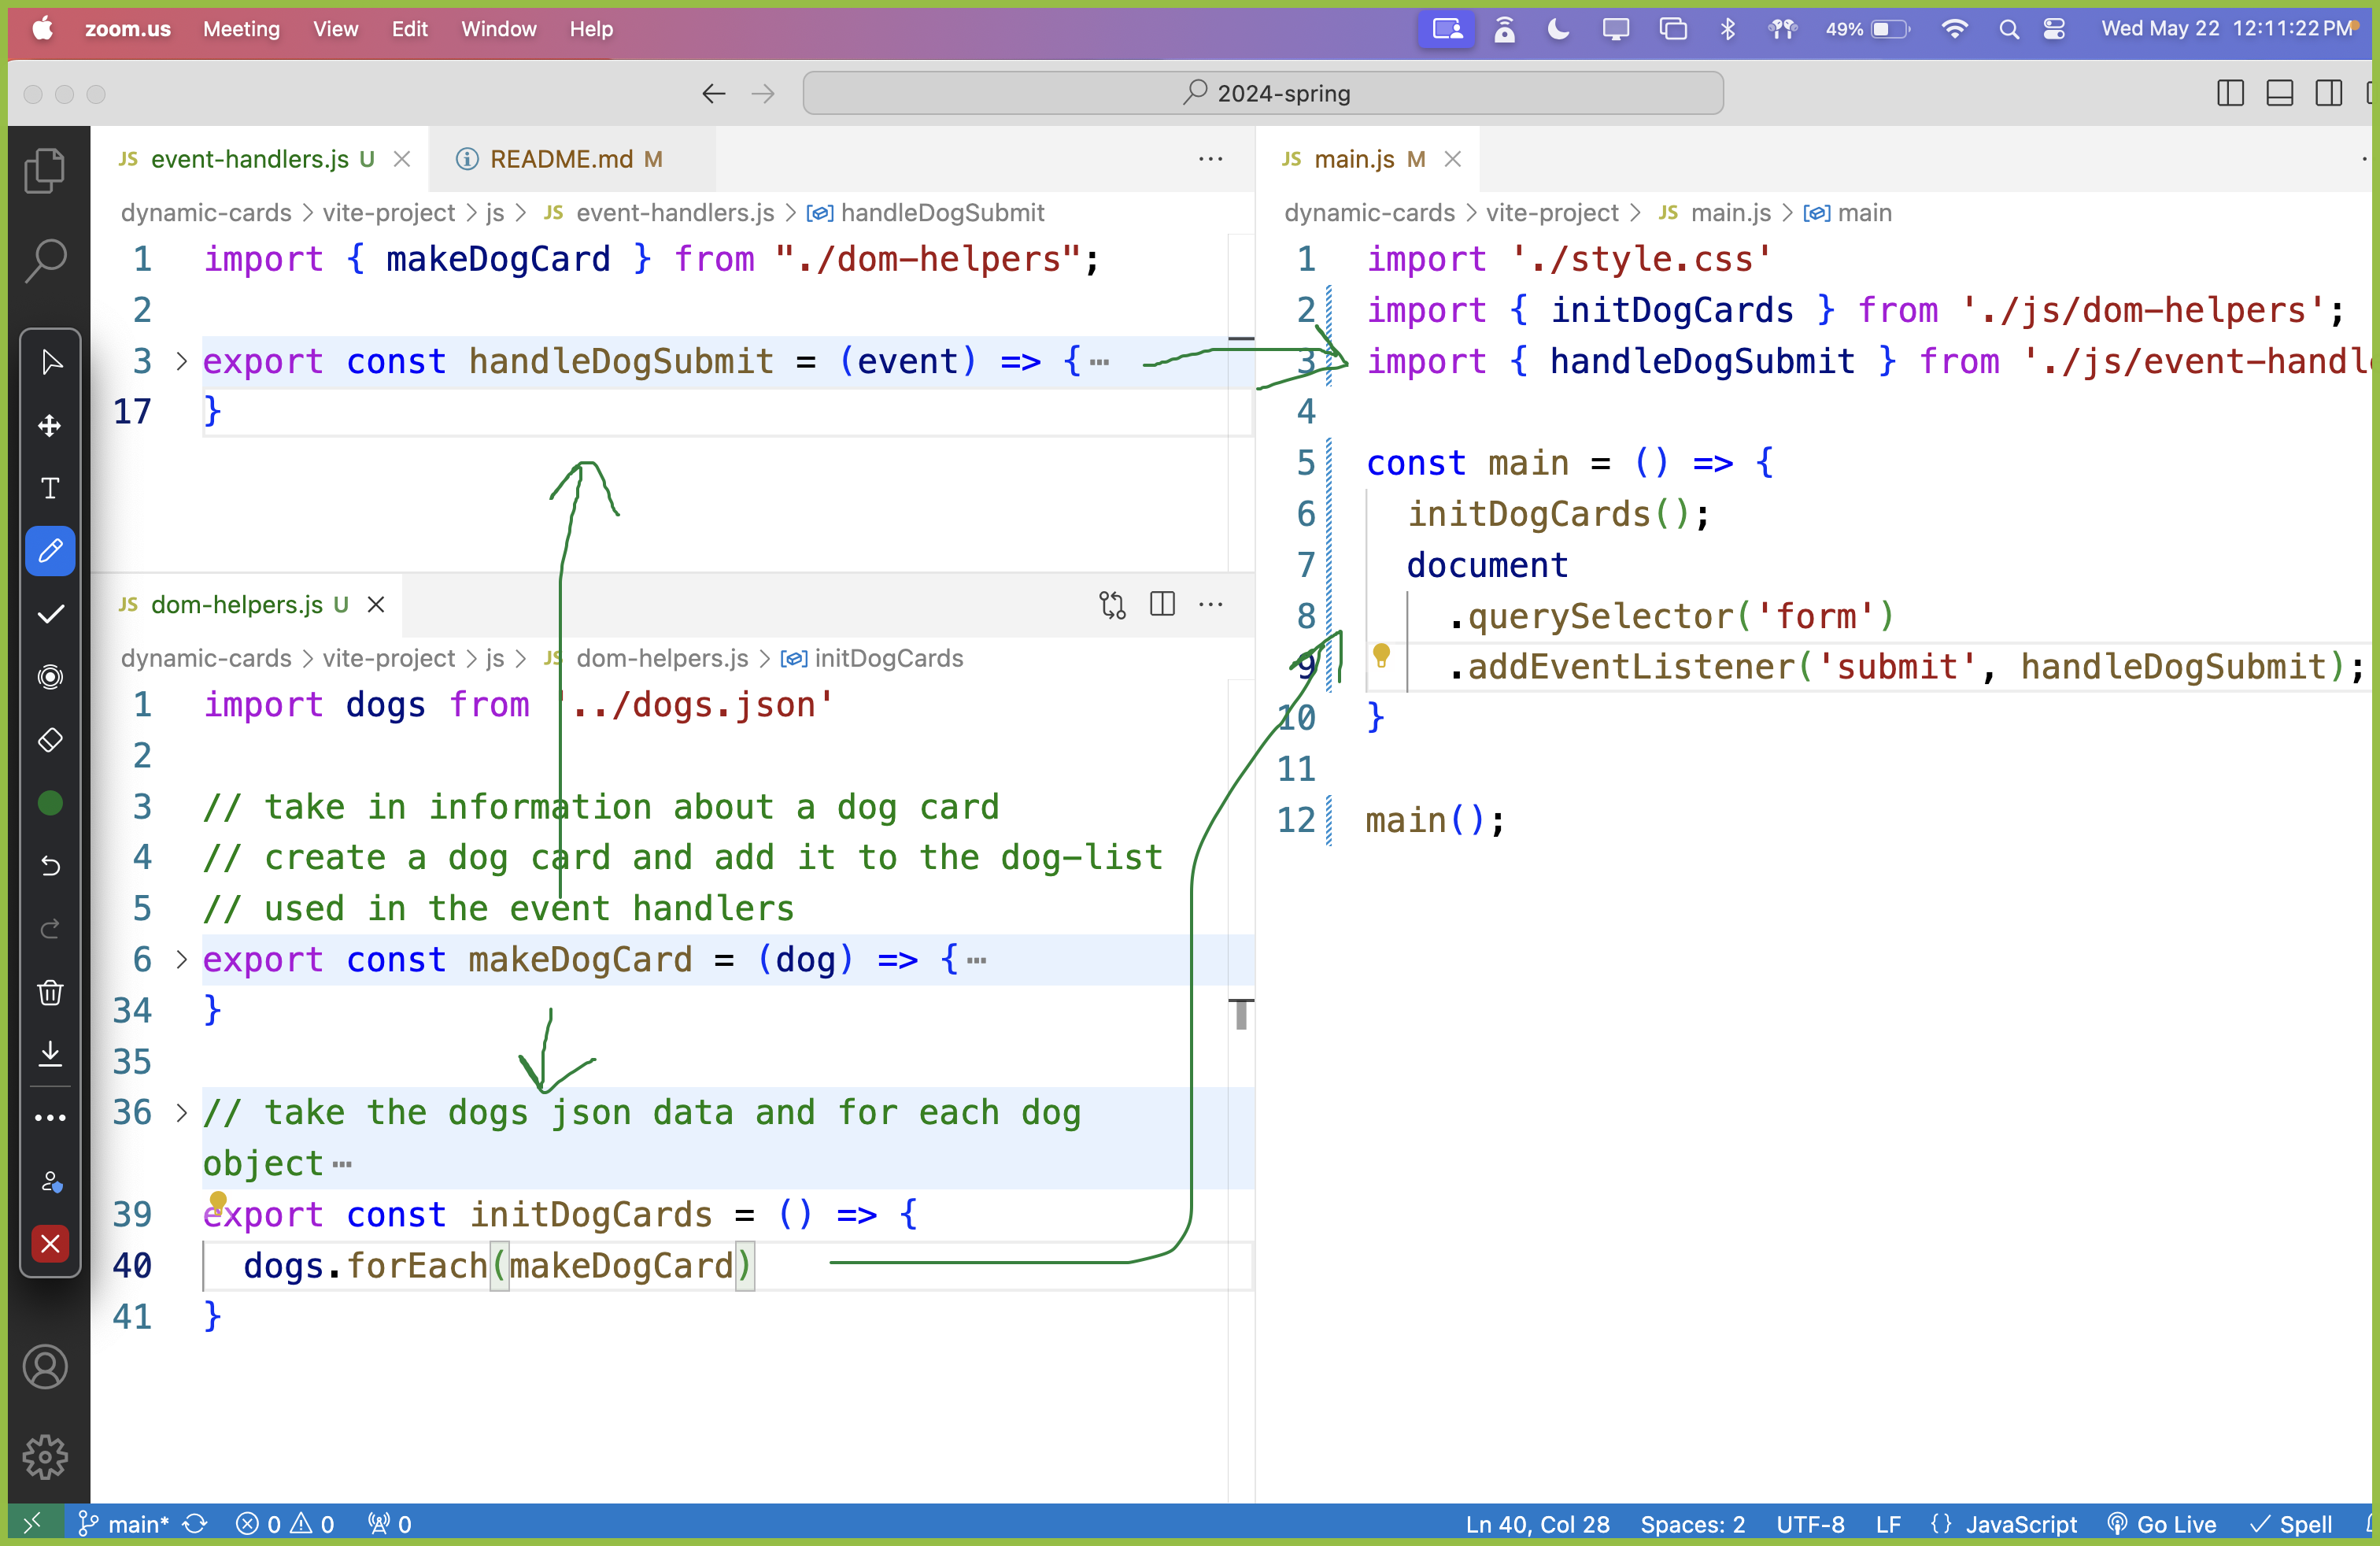 zoom.us Meeting View Edit Window Help 49% Wed May 22 12:11:22 PM
2024-spring
JS event-handlers.js U README.md M
dynamic-cards > vite-project > js > JS event-handlers.js > handleDogSubmit
1 import { makeDogCard } from "./dom-helpers";
2
3 > export const handleDogSubmit = (event) => {…
17 }
JS dom-helpers.js U
dynamic-cards > vite-project > js > JS dom-helpers.js > initDogCards
1 import dogs from '../dogs.json'
2
3 // take in information about a dog card
4 // create a dog card and add it to the dog-list
5 // used in the event handlers
6 > export const makeDogCard = (dog) => {…
34 }
35
36 > // take the dogs json data and for each dog
object…
39 export const initDogCards = () => {
40 dogs.forEach(makeDogCard)
41 }
JS main.js M
dynamic-cards > vite-project > JS main.js > main
1 import './style.css'
2 import { initDogCards } from './js/dom-helpers';
3 import { handleDogSubmit } from './js/event-handl
4
5 const main = () => {
6 initDogCards();
7 document
8 .querySelector('form')
9 .addEventListener('submit', handleDogSubmit);
10 }
11
12 main();
main* 0 0 0 Ln 40, Col 28 Spaces: 2 UTF-8 LF {} JavaScript Go Live Spell